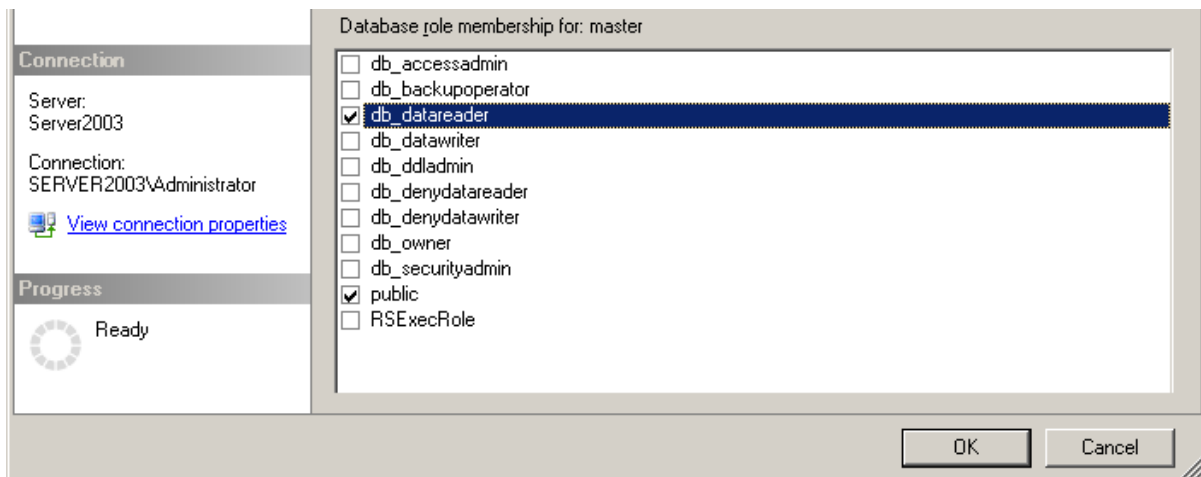 Database role membership for: master
Connection
Server:
Server2003
Connection:
SERVER2003\Administrator
View connection properties
Progress
Ready
db_accessadmin
db_backupoperator
db_datareader
db_datawriter
db_ddladmin
db_denydatareader
db_denydatawriter
db_owner
db_securityadmin
public
RSExecRole
OK
Cancel